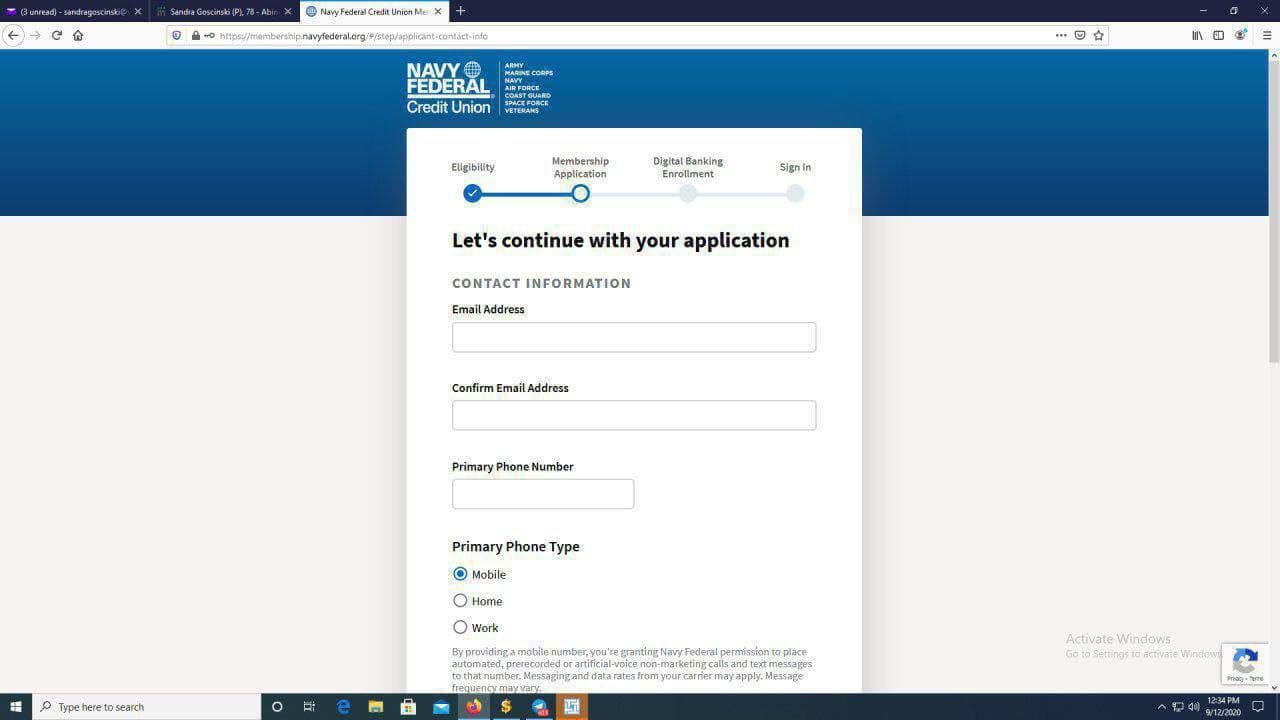 (3 unread) - sandragoscinski@
Sandra Goscinski (P), 78 - Abin
Navy Federal Credit Union Me
https://membership.navyfederal.org/#/step/applicant-contact-info
NAVY
FEDERAL
Credit Union
ARMY
MARINE CORPS
NAVY
AIR FORCE
COAST GUARD
SPACE FORCE
VETERANS
Eligibility
Membership
Application
Digital Banking
Enrollment
Sign In
Let's continue with your application
CONTACT INFORMATION
Email Address
Confirm Email Address
Primary Phone Number
Primary Phone Type
Mobile
Home
Work
By providing a mobile number, you're granting Navy Federal permission to place
automated, prerecorded or artificial-voice non-marketing calls and text messages
to that number. Messaging and data rates from your carrier may apply. Message
frequency may vary.
Activate Windows
Go to Settings to activate Windows
Privacy - Terms
Type here to search
12:34 PM
9/12/2020